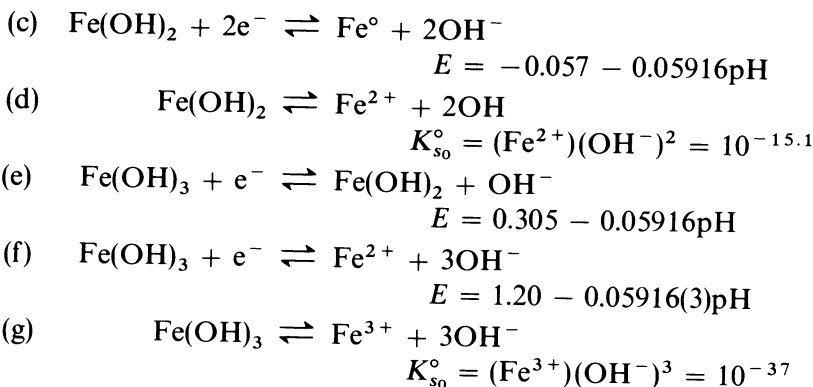 (c) Fe(OH)₂ + 2e⁻ ⇌ Fe° + 2OH⁻
E = −0.057 − 0.05916pH
(d) Fe(OH)₂ ⇌ Fe²⁺ + 2OH
K°ₛ₀ = (Fe²⁺)(OH⁻)² = 10⁻¹⁵·¹
(e) Fe(OH)₃ + e⁻ ⇌ Fe(OH)₂ + OH⁻
E = 0.305 − 0.05916pH
(f) Fe(OH)₃ + e⁻ ⇌ Fe²⁺ + 3OH⁻
E = 1.20 − 0.05916(3)pH
(g) Fe(OH)₃ ⇌ Fe³⁺ + 3OH⁻
K°ₛ₀ = (Fe³⁺)(OH⁻)³ = 10⁻³⁷